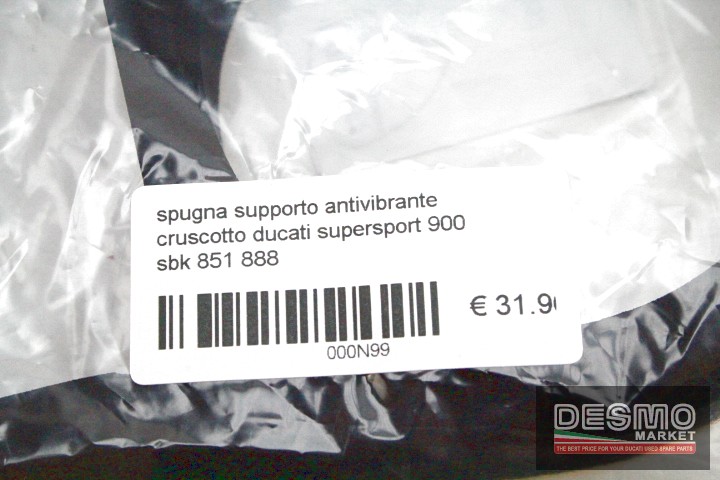 spugna supporto antivibrante
cruscotto ducati supersport 900
sbk 851 888
€ 31.9
000N99
DESMO
MARKET
THE BEST PRICE FOR YOUR DUCATI USED SPARE PARTS